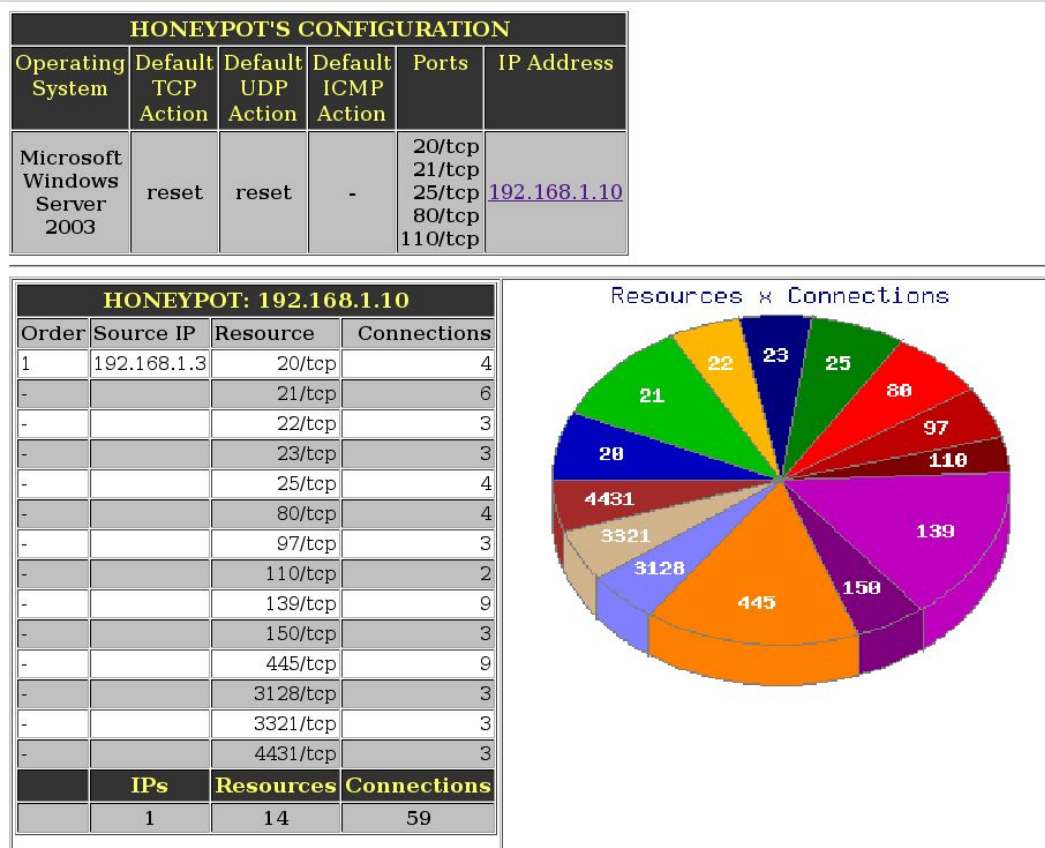 HONEYPOT'S CONFIGURATION
Operating System Default TCP Action Default UDP Action Default ICMP Action Ports IP Address
Microsoft Windows Server 2003 reset reset - 20/tcp 21/tcp 25/tcp 80/tcp 110/tcp 192.168.1.10
HONEYPOT: 192.168.1.10
Order Source IP Resource Connections
1 192.168.1.3 20/tcp 4
- 21/tcp 6
- 22/tcp 3
- 23/tcp 3
- 25/tcp 4
- 80/tcp 4
- 97/tcp 3
- 110/tcp 2
- 139/tcp 9
- 150/tcp 3
- 445/tcp 9
- 3128/tcp 3
- 3321/tcp 3
- 4431/tcp 3
IPs Resources Connections
1 14 59
Resources x Connections
22
23
25
21
80
97
20
110
4431
139
3321
3128
150
445